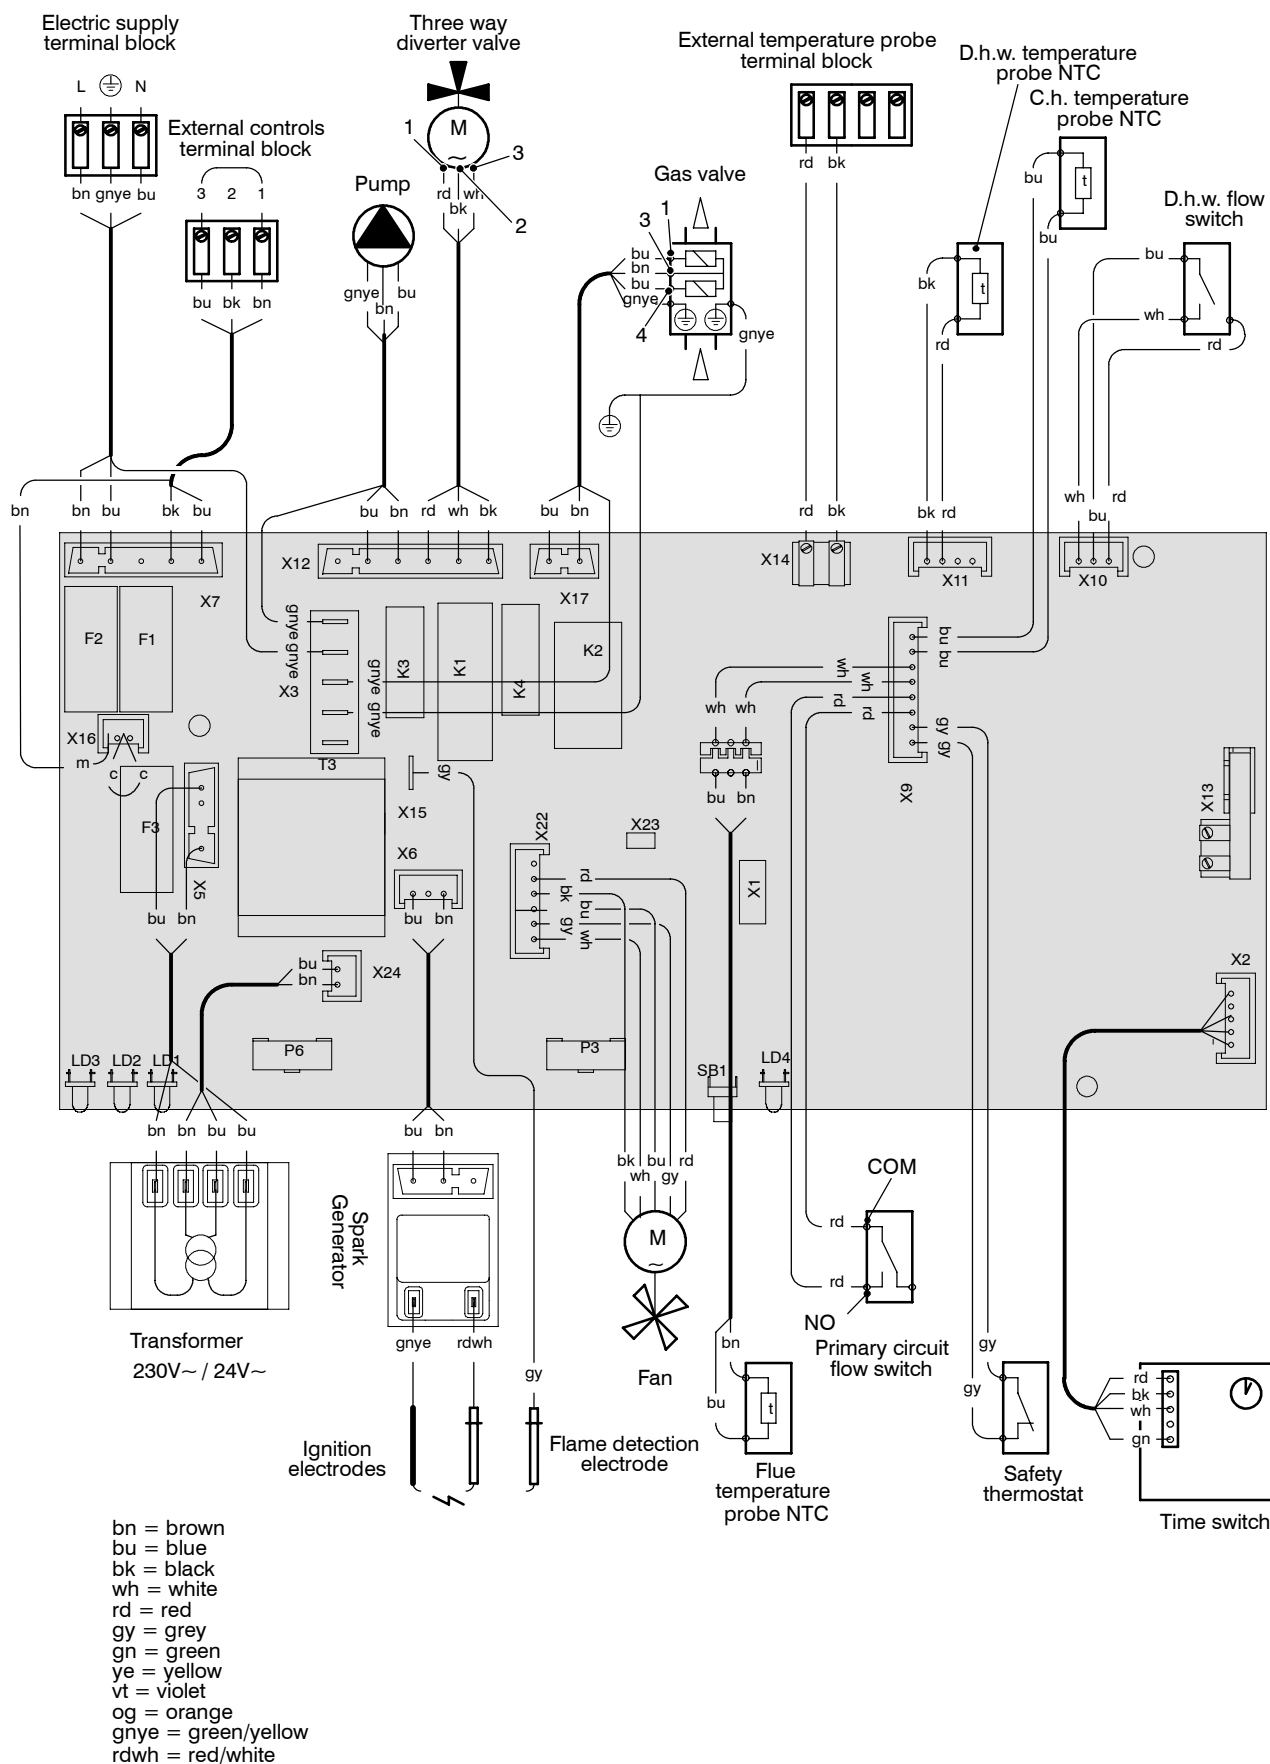 Electric supply
terminal block
L N
bn gnye bu
External controls
terminal block
3 2 1
bu bk bn
Three way
diverter valve
M
~
1
3
2
rd wh
bk
Pump
gnye bu
bn
Gas valve
1
3
bu
bn
bu
gnye
4
gnye
External temperature probe
terminal block
rd bk
D.h.w. temperature
probe NTC
bk
t
rd
C.h. temperature
probe NTC
bu
t
bu
D.h.w. flow
switch
bu
wh
rd
bn
bn bu bk bu
bu bn rd wh bk
bu bn
rd bk
bk rd
wh rd
bu
X7
X12
X17
X14
X11
X10
F2 F1
gnye
gnye
X3
gnye
gnye
K3
K1
K4
K2
bu
bu
wh
wh
rd
rd
gy
gy
X9
wh wh
bu bn
X16
m
c c
F3
X5
bu bn
T3
gy
X15
X6
bu bn
X22
rd
bk
bu
gy
wh
X23
X1
X13
X24
bu
bn
X2
P6
P3
LD3 LD2 LD1
SB1
LD4
bn bn bu bu
Transformer
230V~ / 24V~
bu bn
Spark
Generator
gnye rdwh
Ignition
electrodes
gy
Flame detection
electrode
bk bu rd
wh gy
M
~
Fan
bn
bu
t
Flue
temperature
probe NTC
COM
rd
rd
NO
Primary circuit
flow switch
gy
gy
Safety
thermostat
rd
bk
wh
gn
Time switch
bn = brown
bu = blue
bk = black
wh = white
rd = red
gy = grey
gn = green
ye = yellow
vt = violet
og = orange
gnye = green/yellow
rdwh = red/white